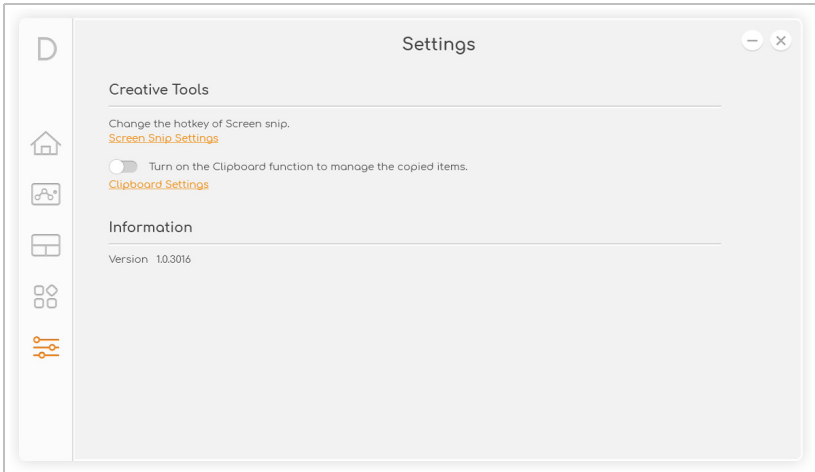 D
Settings
Creative Tools
Change the hotkey of Screen snip.
Screen Snip Settings
Turn on the Clipboard function to manage the copied items.
Clipboard Settings
Information
Version 1.0.3016